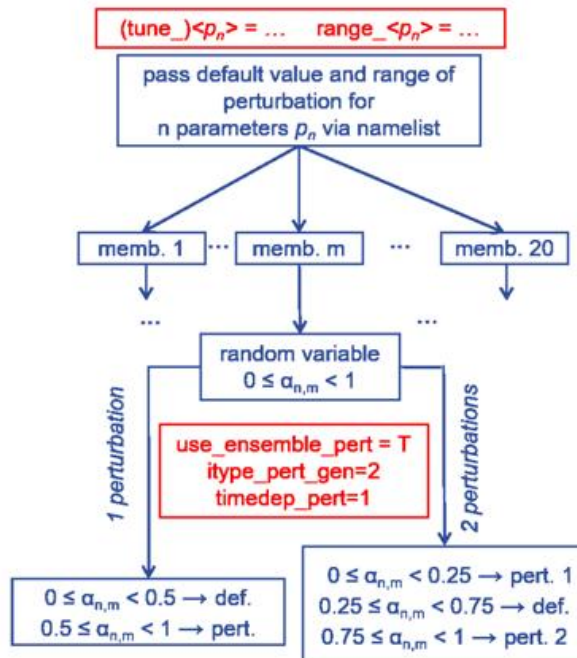 (tune_)<pₙ> = … range_<pₙ> = …
pass default value and range of
perturbation for
n parameters pₙ via namelist
memb. 1 … memb. m … memb. 20
… …
random variable
0 ≤ αₙ,ₘ < 1
1 perturbation
2 perturbations
use_ensemble_pert = T
itype_pert_gen=2
timedep_pert=1
0 ≤ αₙ,ₘ < 0.5 → def.
0.5 ≤ αₙ,ₘ < 1 → pert.
0 ≤ αₙ,ₘ < 0.25 → pert. 1
0.25 ≤ αₙ,ₘ < 0.75 → def.
0.75 ≤ αₙ,ₘ < 1 → pert. 2